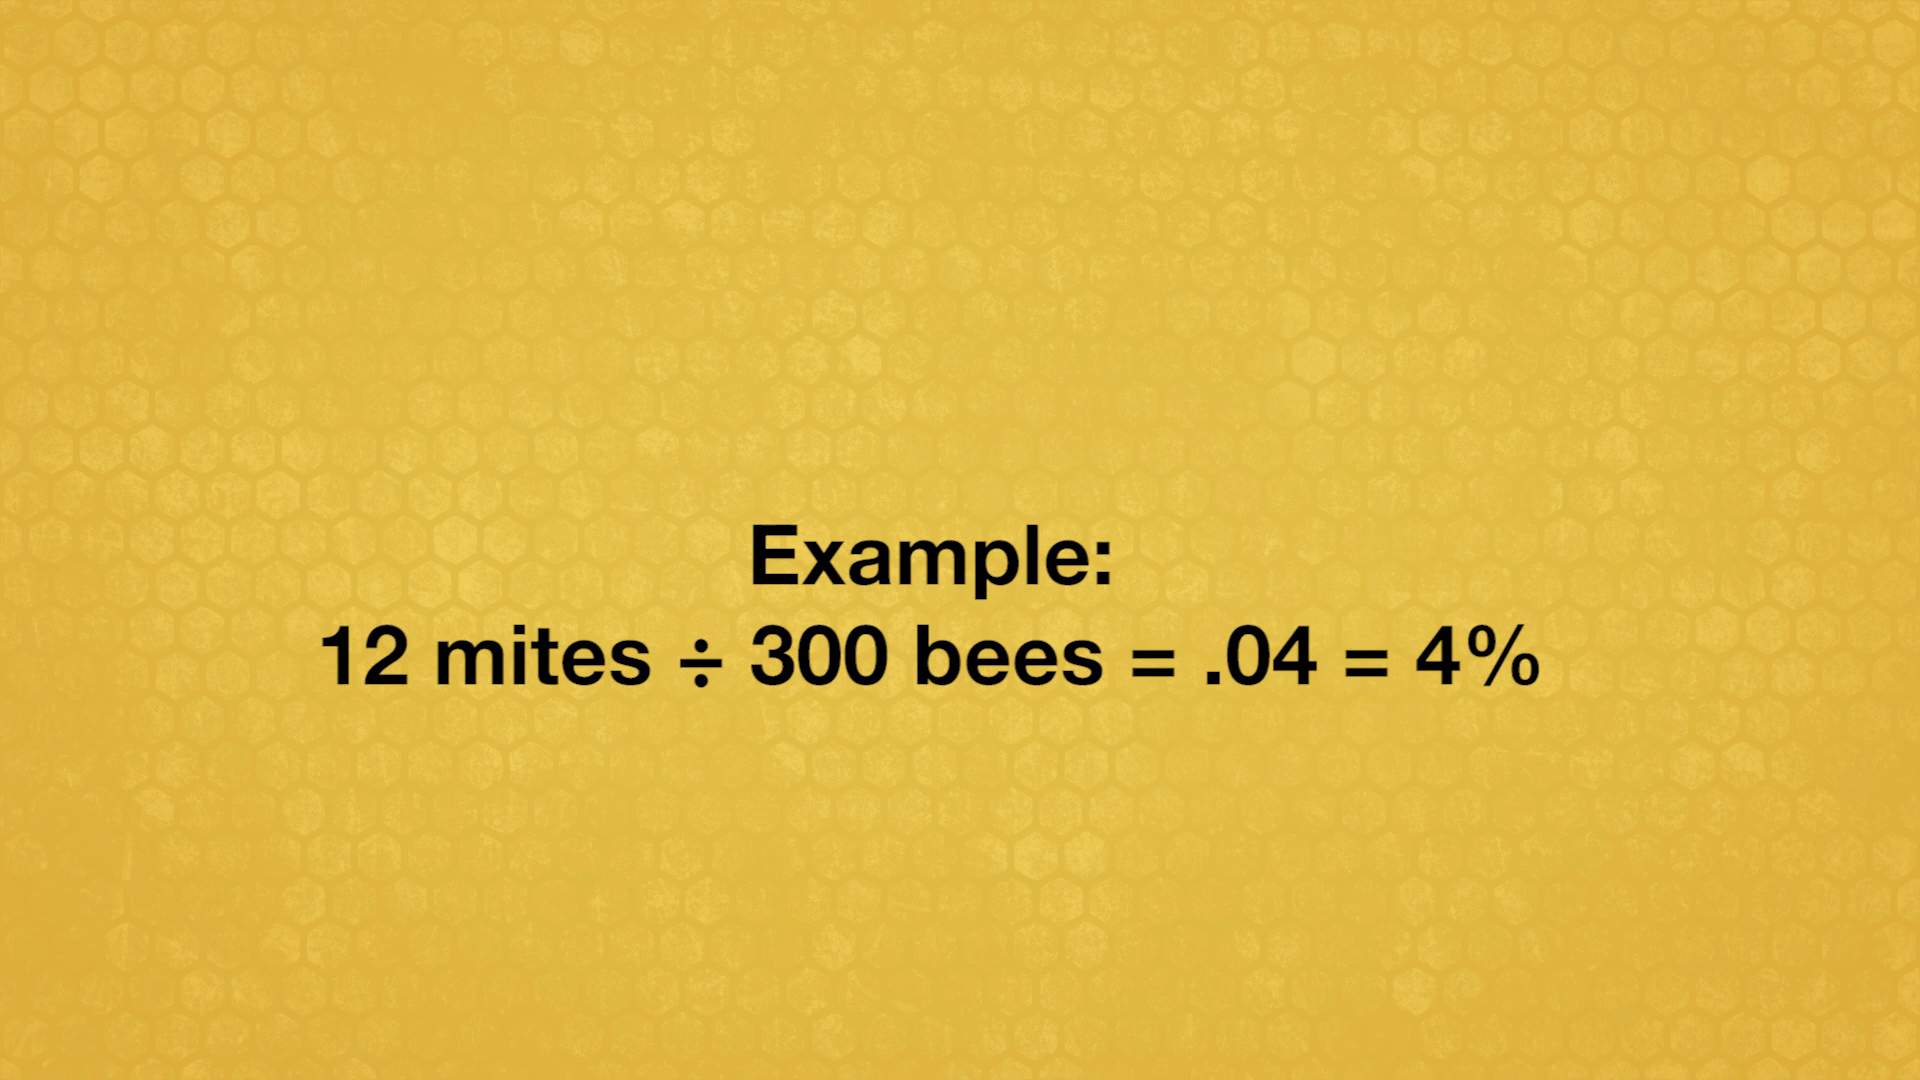 Example:
12 mites ÷ 300 bees = .04 = 4%